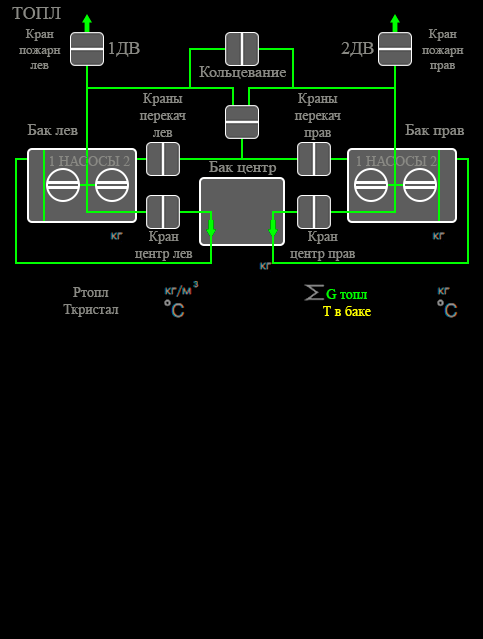 ТОПЛ
Кран
пожарн
лев
1ДВ
2ДВ
Кран
пожарн
прав
Кольцевание
Краны
перекач
лев
Краны
перекач
прав
Бак лев
Бак прав
1 НАСОСЫ 2
Бак центр
1 НАСОСЫ 2
кг
Кран
центр лев
Кран
центр прав
кг
кг
Pтопл
кг/м³
Σ G топл
кг
Tкристал
°C
T в баке
°C